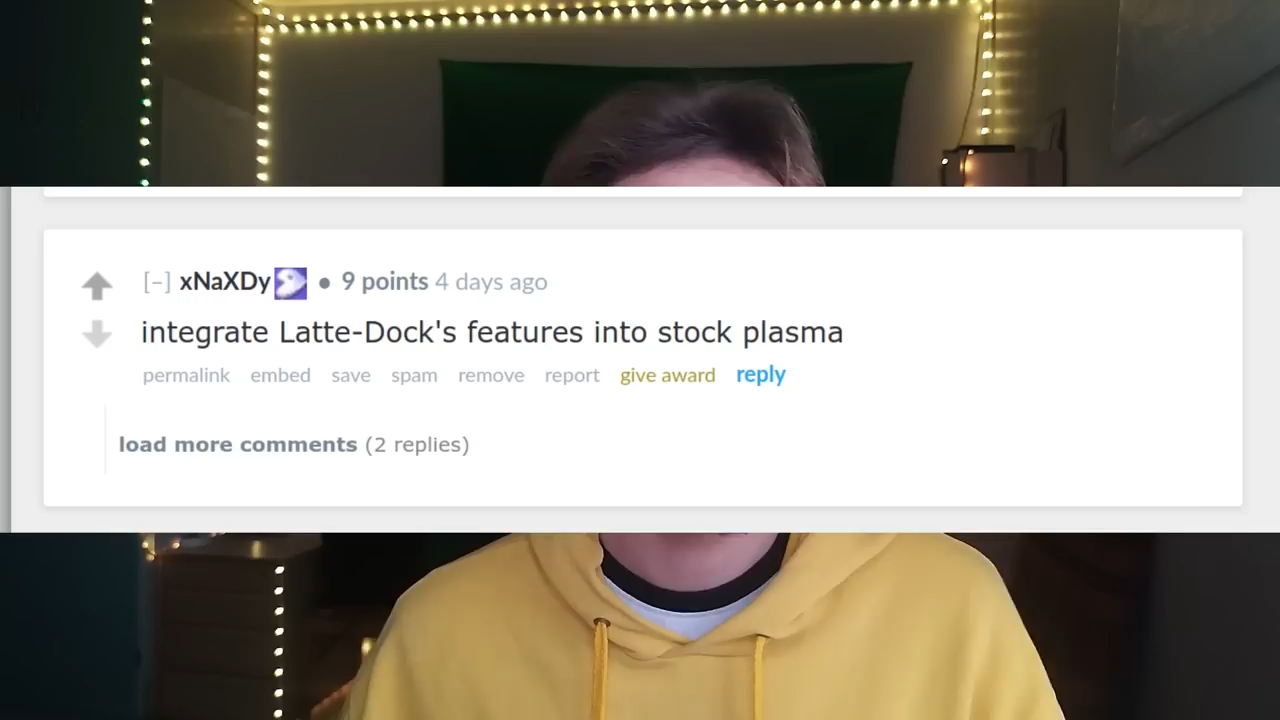 [–] xNaXDy • 9 points 4 days ago
integrate Latte-Dock's features into stock plasma
permalink embed save spam remove report give award reply
load more comments (2 replies)